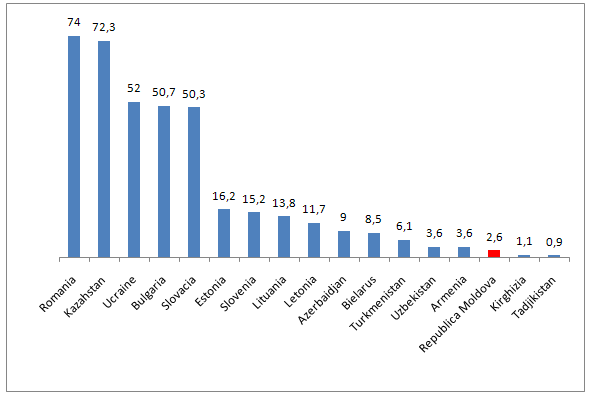 74
72,3
52
50,7
50,3
16,2
15,2
13,8
11,7
9
8,5
6,1
3,6
3,6
2,6
1,1
0,9
Romania
Kazahstan
Ucraine
Bulgaria
Slovacia
Estonia
Slovenia
Lituania
Letonia
Azerbaidjan
Bielarus
Turkmenistan
Uzbekistan
Armenia
Republica Moldova
Kirghizia
Tadjikistan